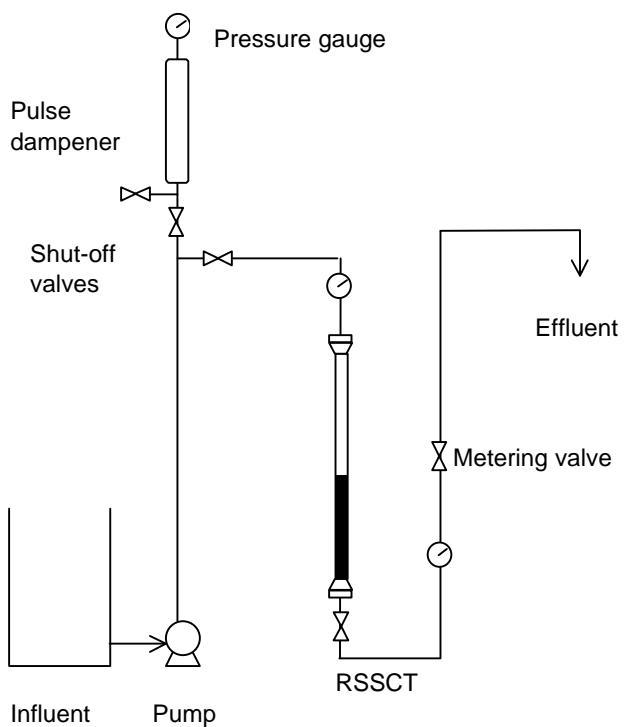 Pressure gauge
Pulse
dampener
Shut-off
valves
Effluent
Metering valve
RSSCT
Influent
Pump